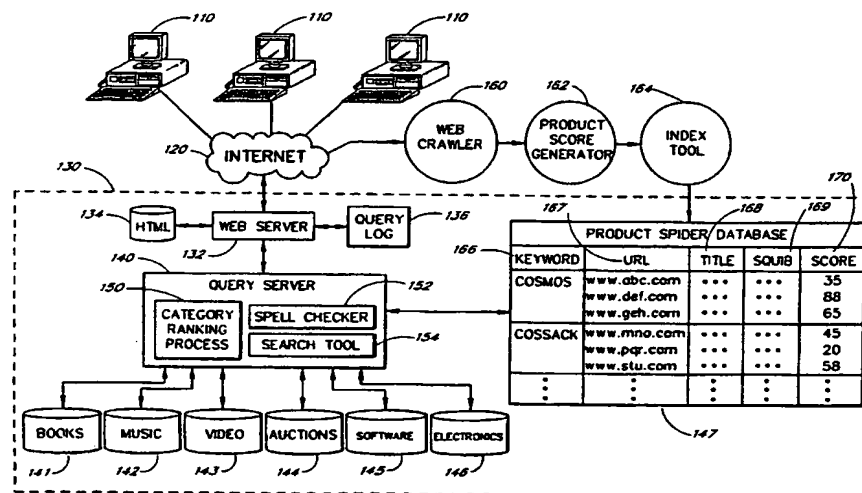 110
110
110
160
162
164
WEB
CRAWLER
PRODUCT
SCORE
GENERATOR
INDEX
TOOL
120
INTERNET
130
134
HTML
WEB SERVER
132
QUERY
LOG
136
170
167
168
169
166
PRODUCT SPIDER DATABASE
KEYWORD URL TITLE SQUIB SCORE
COSMOS www.abc.com ••• ••• 35
www.def.com ••• ••• 88
www.geh.com ••• ••• 65
COSSACK www.mno.com ••• ••• 45
www.pqr.com ••• ••• 20
www.stu.com ••• ••• 58
147
140
QUERY SERVER
150
152
CATEGORY
RANKING
PROCESS
SPELL CHECKER
SEARCH TOOL
154
BOOKS
MUSIC
VIDEO
AUCTIONS
SOFTWARE
ELECTRONICS
141
142
143
144
145
146